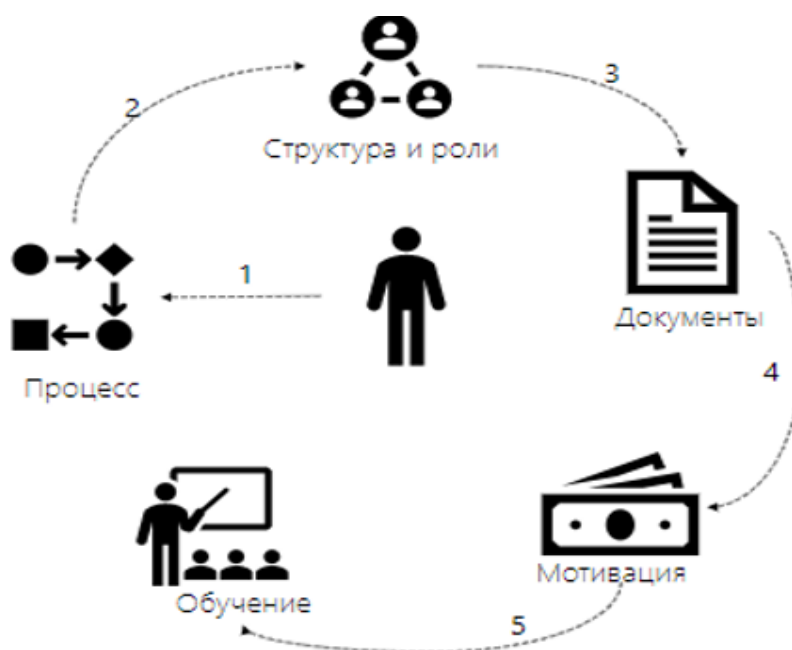 2
3
Структура и роли
1
Документы
Процесс
4
Мотивация
Обучение
5